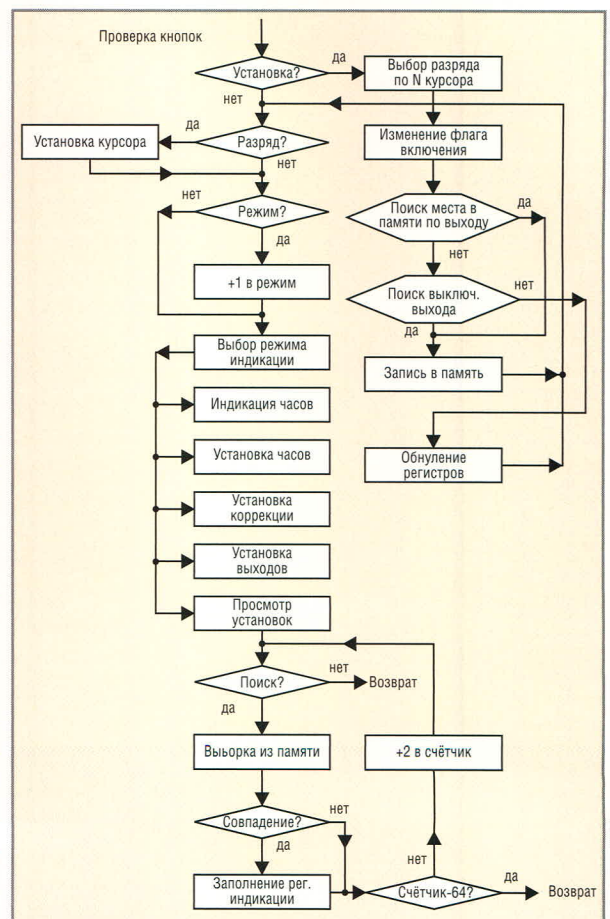 Проверка кнопок
Установка?
да
нет
Выбор разряда
по N курсора
Изменение флага
включения
Установка курсора
да
Разряд?
нет
нет
Режим?
да
Поиск места в
памяти по выходу
да
нет
+1 в режим
Поиск выключ.
выхода
нет
да
Выбор режима
индикации
Запись в память
Индикация часов
Установка часов
Обнуление
регистров
Установка
коррекции
Установка
выходов
Просмотр
установок
Поиск?
нет
Возврат
да
Выьорка из памяти
+2 в счётчик
Совпадение?
нет
да
Заполнение рег.
индикации
нет
Счётчик-64?
да
Возврат